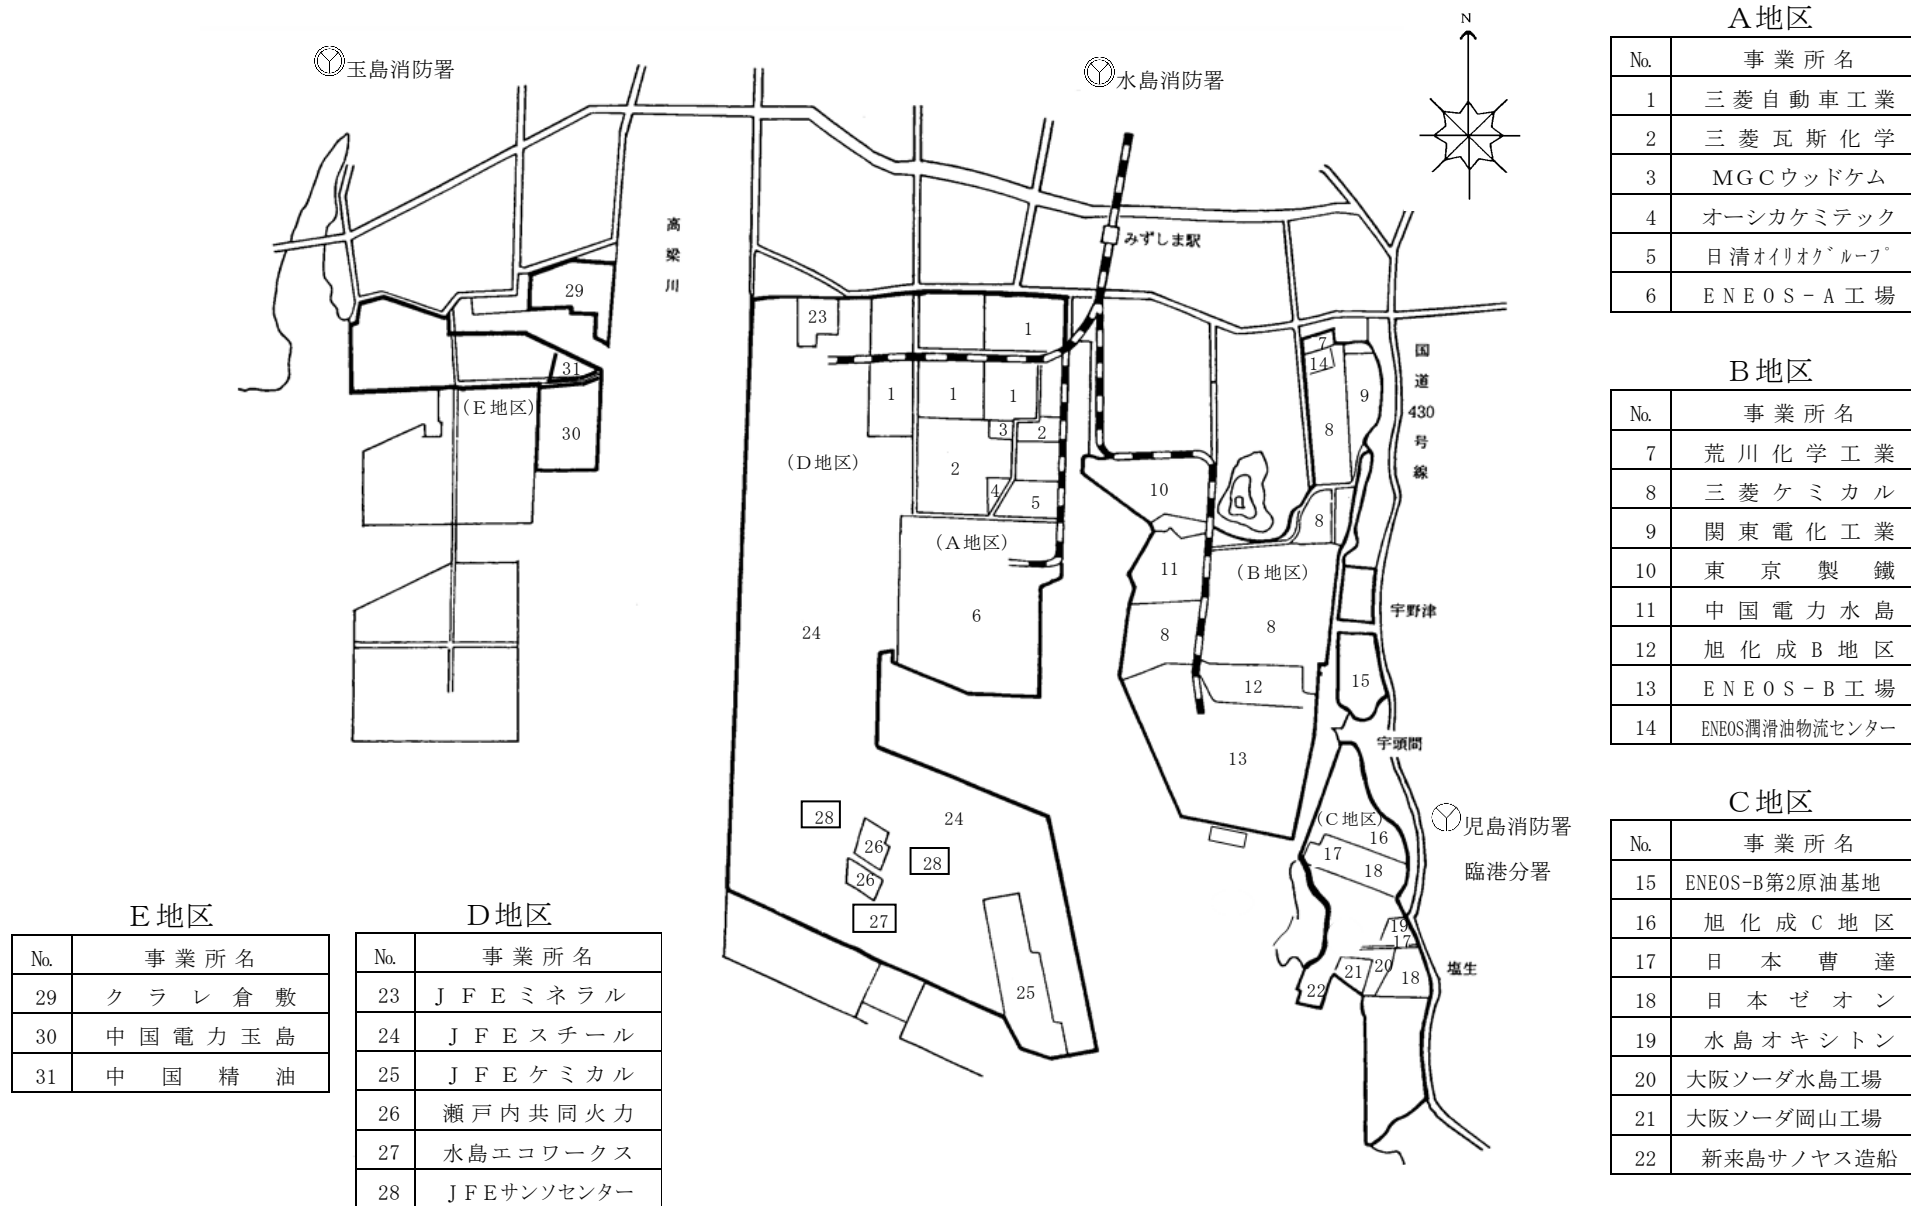 玉島消防署
水島消防署
N
高梁川
みずしま駅
国道430号線
29
23
1
7
14
31
1
1
1
9
(E地区)
30
3
2
8
(D地区)
2
10
4
5
8
(A地区)
11
(B地区)
宇野津
6
24
8
8
15
12
宇頭間
13
(C地区)
児島消防署
臨港分署
28
24
16
26
28
17
18
26
27
19
17
塩生
20
21
18
22
25
A地区
No. 事業所名
1 三菱自動車工業
2 三菱瓦斯化学
3 MGCウッドケム
4 オーシカケミテック
5 日清オイリオグループ
6 ENEOS-A工場
B地区
No. 事業所名
7 荒川化学工業
8 三菱ケミカル
9 関東電化工業
10 東京製鐵
11 中国電力水島
12 旭化成B地区
13 ENEOS-B工場
14 ENEOS潤滑油物流センター
C地区
No. 事業所名
15 ENEOS-B第2原油基地
16 旭化成C地区
17 日本曹達
18 日本ゼオン
19 水島オキシトン
20 大阪ソーダ水島工場
21 大阪ソーダ岡山工場
22 新来島サノヤス造船
E地区
No. 事業所名
29 クラレ倉敷
30 中国電力玉島
31 中国精油
D地区
No. 事業所名
23 JFEミネラル
24 JFEスチール
25 JFEケミカル
26 瀬戸内共同火力
27 水島エコワークス
28 JFEサンソセンター